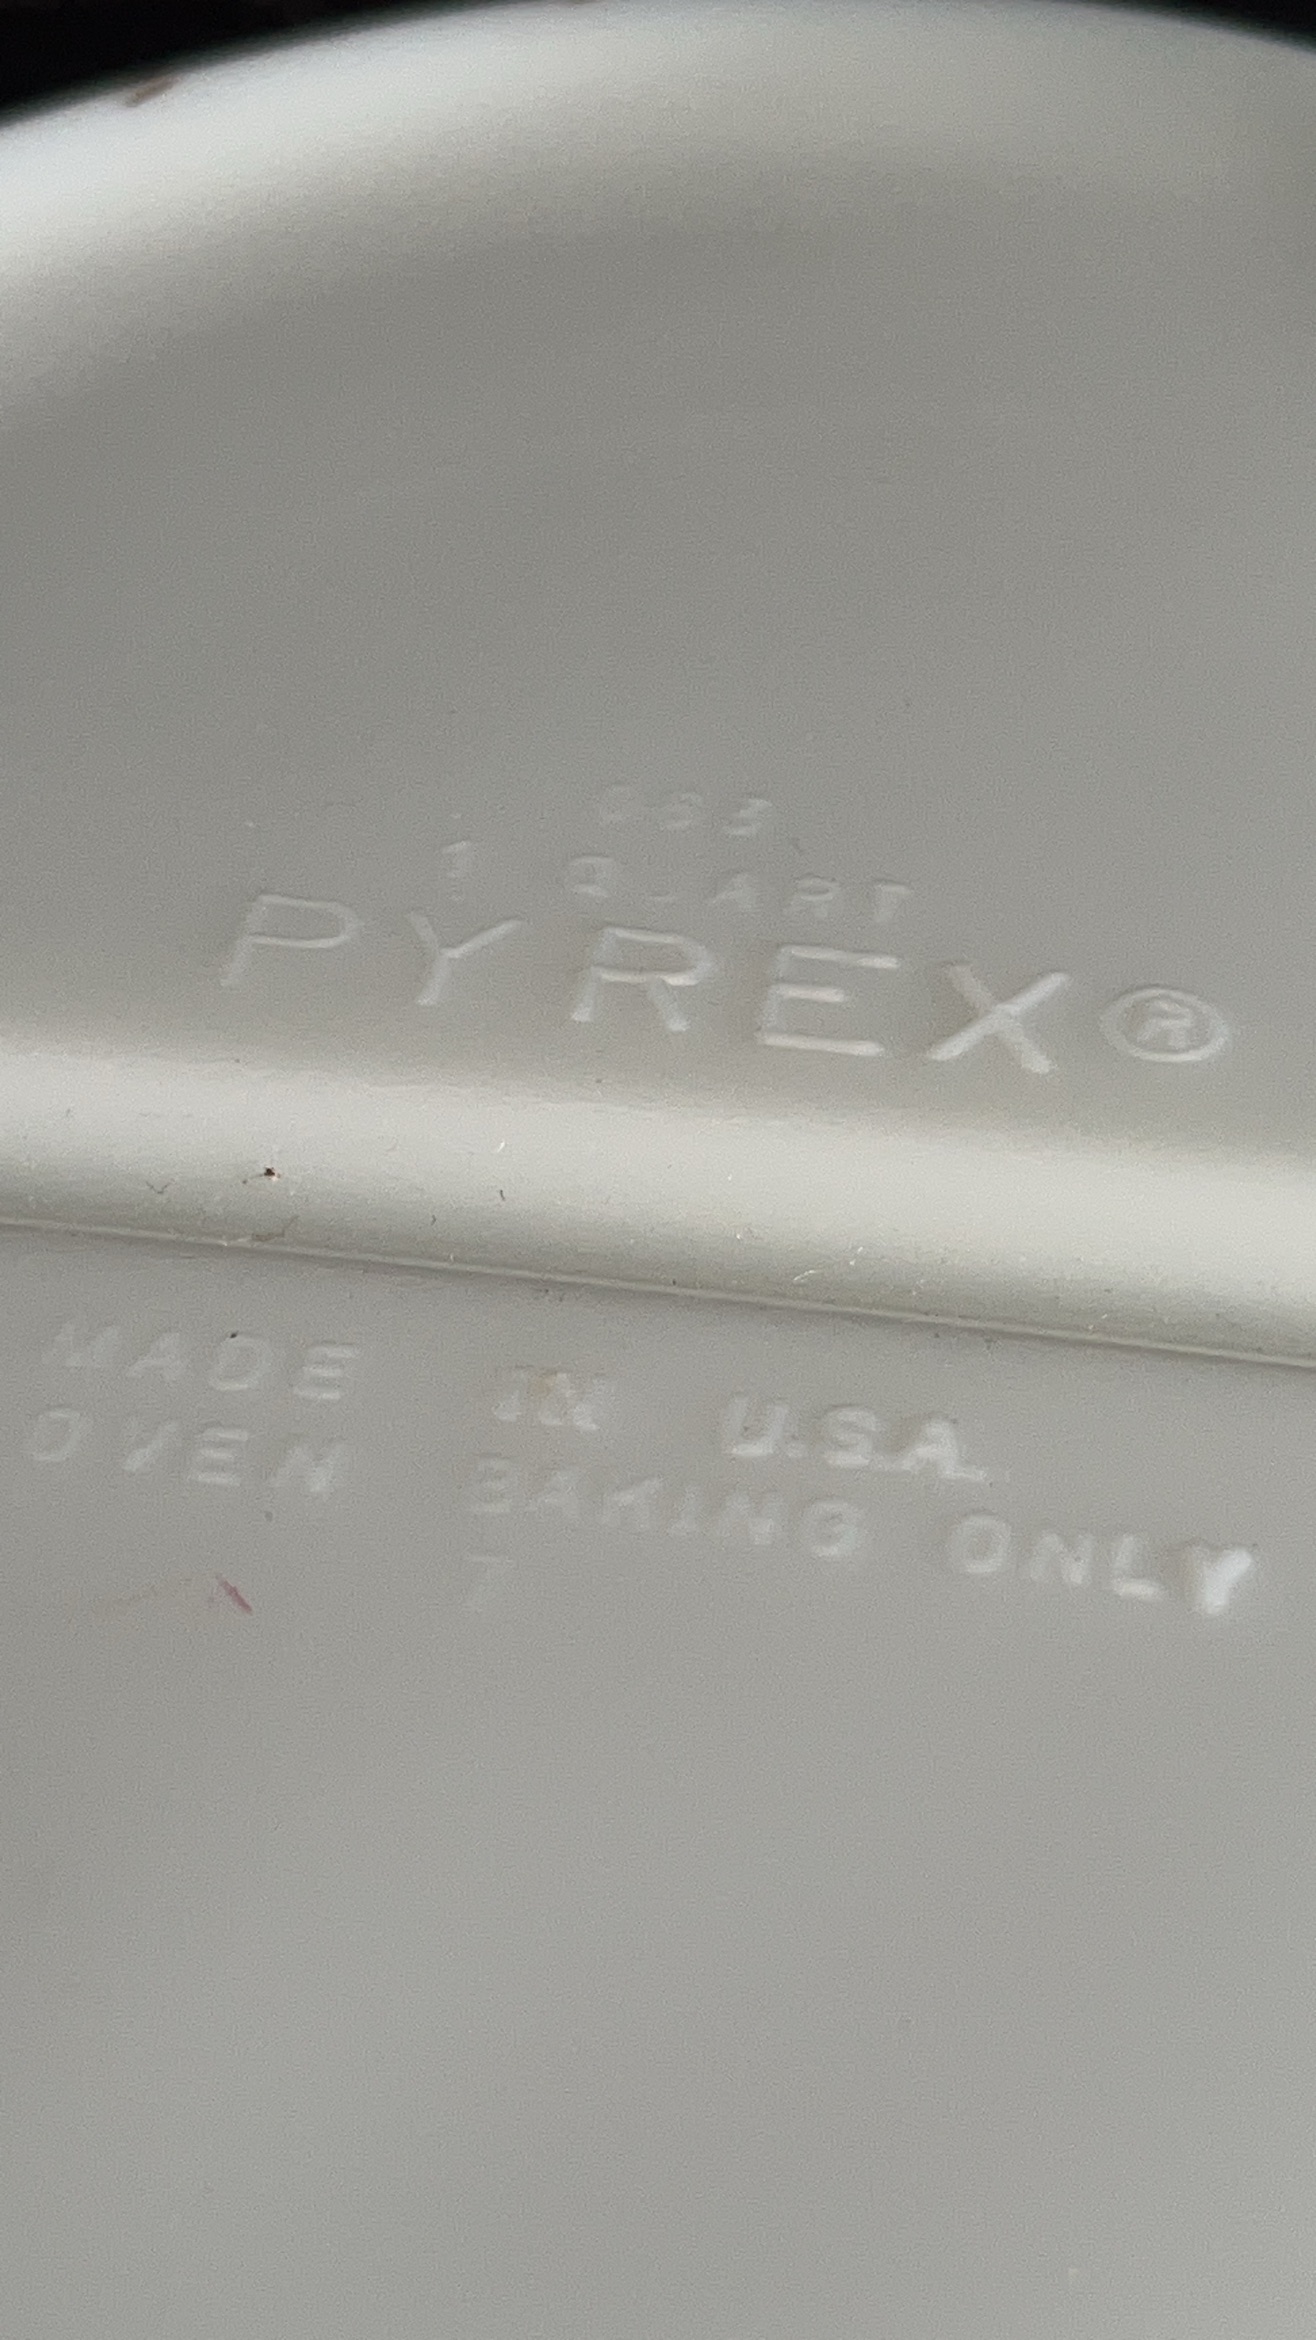 1 QUART
PYREX®
MADE IN U.S.A.
OVEN BAKING ONLY